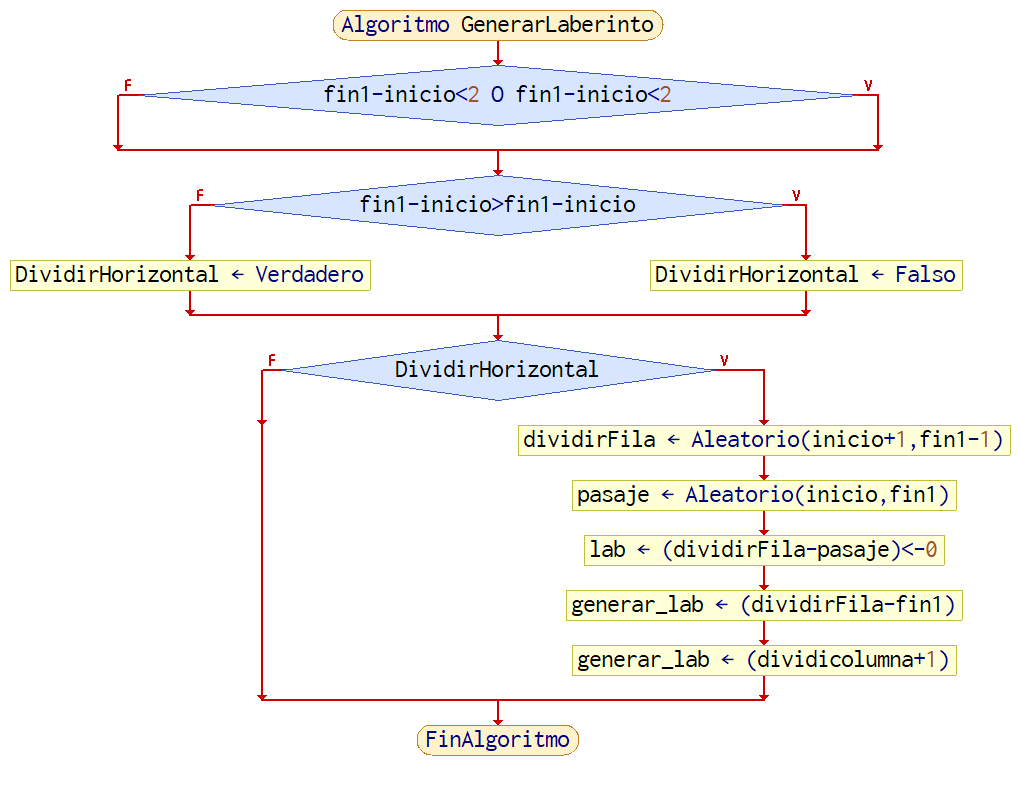 Algoritmo GenerarLaberinto
F
V
fin1-inicio<2 O fin1-inicio<2
F
V
fin1-inicio>fin1-inicio
DividirHorizontal ← Verdadero
DividirHorizontal ← Falso
F
V
DividirHorizontal
dividirFila ← Aleatorio(inicio+1,fin1-1)
pasaje ← Aleatorio(inicio,fin1)
lab ← (dividirFila-pasaje)<-0
generar_lab ← (dividirFila-fin1)
generar_lab ← (dividicolumna+1)
FinAlgoritmo